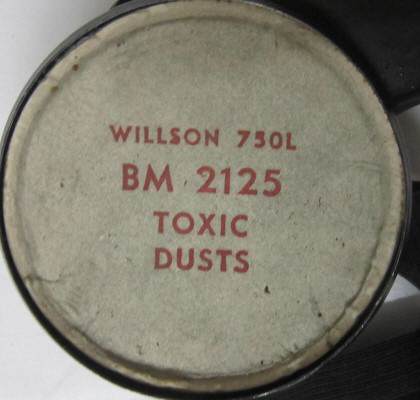 WILLSON 750L
BM 2125
TOXIC
DUSTS